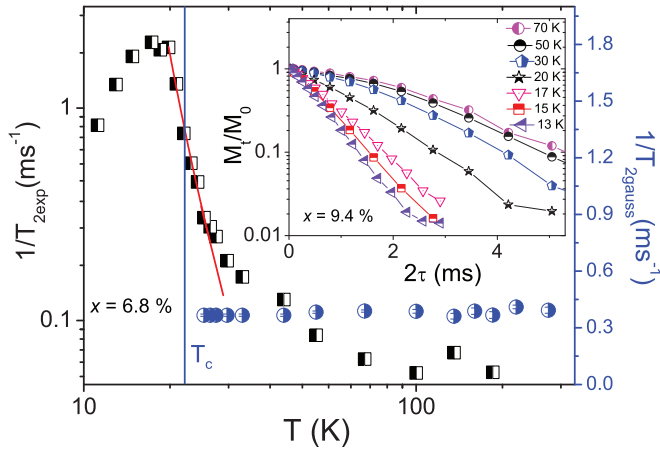 1/T2exp(ms-1)
1
0.1
10
100
T (K)
x = 6.8 %
Tc
1/T2gauss(ms-1)
1.8
1.5
1.2
0.9
0.6
0.3
0.0
Mt/M0
1
0.1
0.01
0
2
4
2τ (ms)
x = 9.4 %
70 K
50 K
30 K
20 K
17 K
15 K
13 K